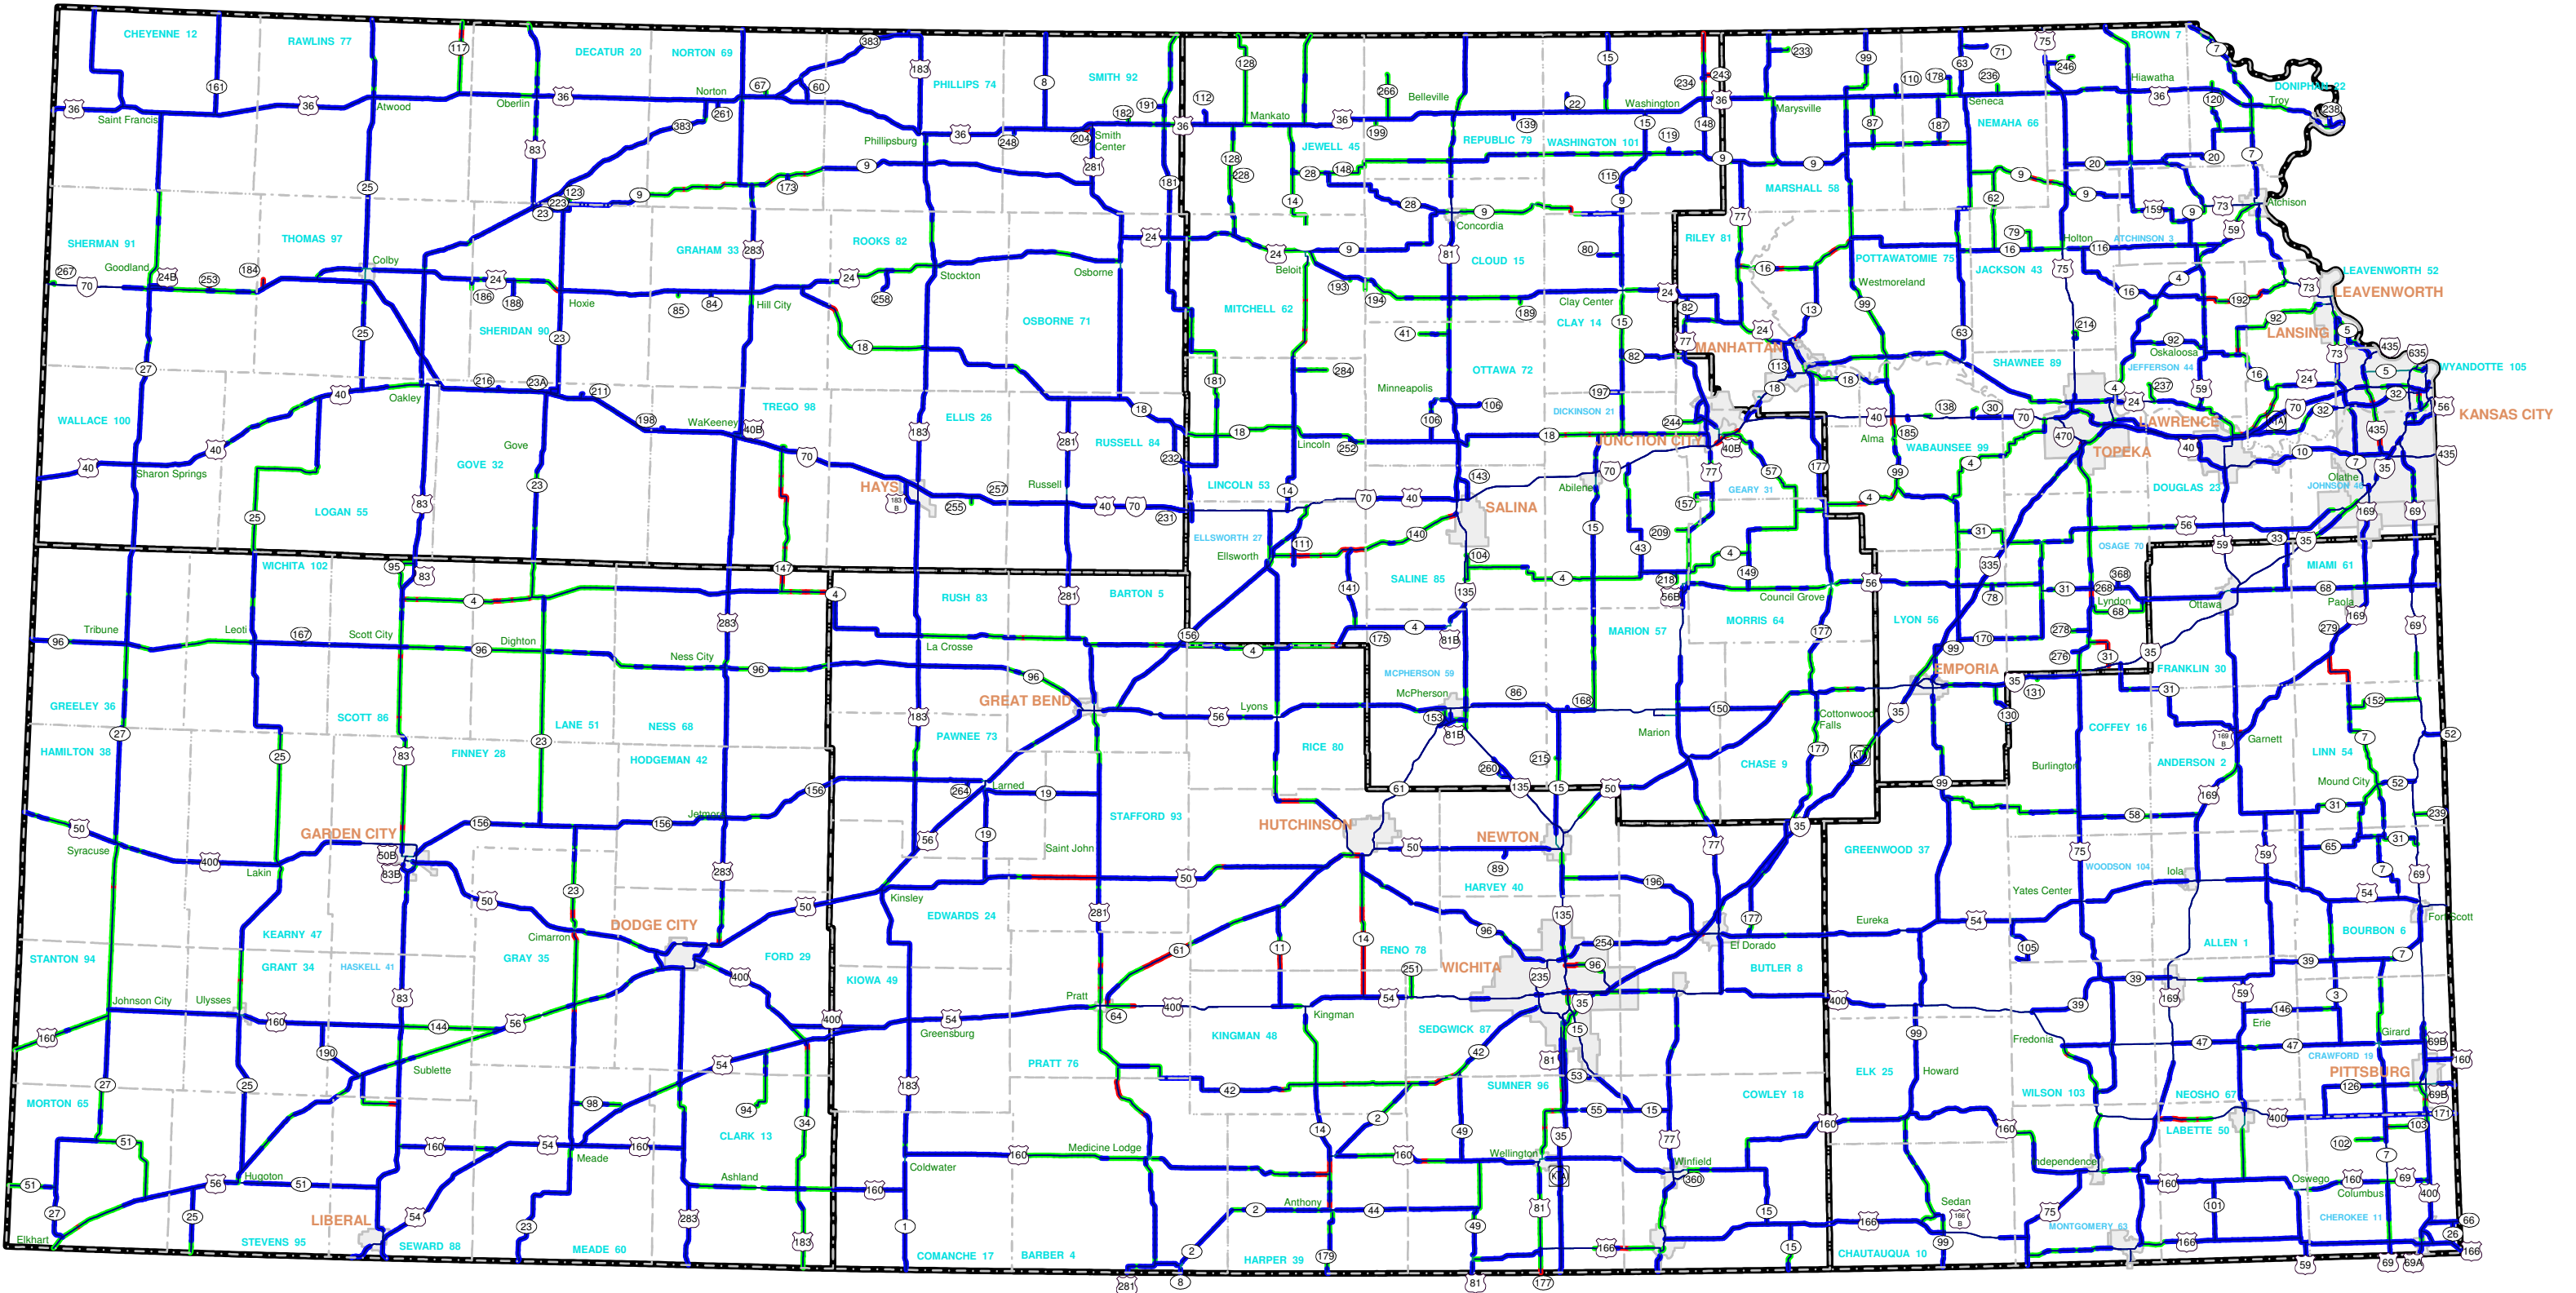 CHEYENNE 12
RAWLINS 77
DECATUR 20
NORTON 69
PHILLIPS 74
SMITH 92
JEWELL 45
REPUBLIC 79
WASHINGTON 101
MARSHALL 58
NEMAHA 66
BROWN 7
DONIPHAN 22
Saint Francis
Atwood
Oberlin
Norton
Phillipsburg
Smith
Center
Mankato
Belleville
Washington
Marysville
Seneca
Hiawatha
Troy
SHERMAN 91
THOMAS 97
SHERIDAN 90
GRAHAM 33
ROOKS 82
OSBORNE 71
MITCHELL 62
CLOUD 15
CLAY 14
RILEY 81
POTTAWATOMIE 75
JACKSON 43
ATCHINSON 3
LEAVENWORTH 52
Goodland
Colby
Hoxie
Hill City
Stockton
Osborne
Beloit
Concordia
Clay Center
Westmoreland
Holton
Atchison
LEAVENWORTH
LANSING
MANHATTAN
WALLACE 100
LOGAN 55
GOVE 32
TREGO 98
ELLIS 26
RUSSELL 84
LINCOLN 53
OTTAWA 72
DICKINSON 21
GEARY 31
WABAUNSEE 99
SHAWNEE 89
JEFFERSON 44
WYANDOTTE 105
DOUGLAS 23
JOHNSON 46
Sharon Springs
Oakley
Gove
WaKeeney
HAYS
Russell
Lincoln
Minneapolis
Abilene
JUNCTION CITY
Alma
TOPEKA
Oskaloosa
LAWRENCE
KANSAS CITY
Olathe
SALINA
ELLSWORTH 27
Ellsworth
SALINE 85
WICHITA 102
GREELEY 36
SCOTT 86
LANE 51
NESS 68
RUSH 83
BARTON 5
RICE 80
MCPHERSON 59
MARION 57
MORRIS 64
LYON 56
OSAGE 70
FRANKLIN 30
MIAMI 61
Tribune
Leoti
Scott City
Dighton
Ness City
La Crosse
GREAT BEND
Lyons
McPherson
Marion
Council Grove
Cottonwood
Falls
EMPORIA
Lyndon
Ottawa
Paola
HAMILTON 38
KEARNY 47
FINNEY 28
HODGEMAN 42
PAWNEE 73
STAFFORD 93
RENO 78
HARVEY 40
CHASE 9
COFFEY 16
ANDERSON 2
LINN 54
Syracuse
Lakin
GARDEN CITY
Jetmore
Larned
Saint John
HUTCHINSON
NEWTON
Burlington
Garnett
Mound City
STANTON 94
GRANT 34
HASKELL 41
GRAY 35
FORD 29
EDWARDS 24
KIOWA 49
PRATT 76
KINGMAN 48
SEDGWICK 87
BUTLER 8
GREENWOOD 37
WOODSON 104
ALLEN 1
BOURBON 6
Johnson City
Ulysses
Cimarron
DODGE CITY
Kinsley
Greensburg
Pratt
Kingman
WICHITA
El Dorado
Eureka
Yates Center
Iola
Fort Scott
MORTON 65
STEVENS 95
SEWARD 88
MEADE 60
CLARK 13
COMANCHE 17
BARBER 4
HARPER 39
SUMNER 96
COWLEY 18
ELK 25
CHAUTAUQUA 10
WILSON 103
MONTGOMERY 63
NEOSHO 67
LABETTE 50
CRAWFORD 19
CHEROKEE 11
Elkhart
Hugoton
LIBERAL
Sublette
Meade
Ashland
Coldwater
Medicine Lodge
Anthony
Wellington
Winfield
Howard
Sedan
Fredonia
Independence
Erie
Girard
PITTSBURG
Oswego
Columbus